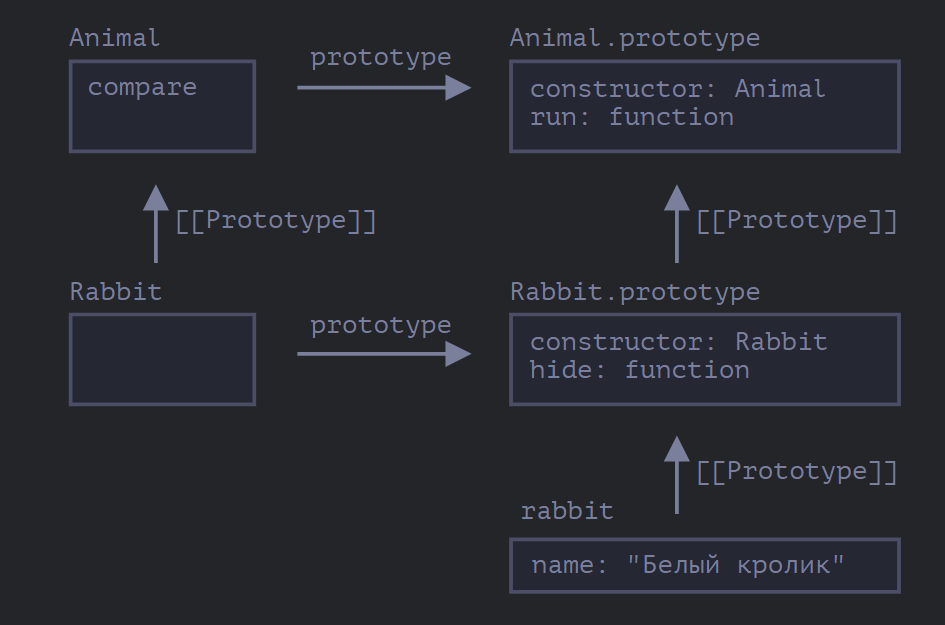 Animal
prototype
Animal.prototype
compare
constructor: Animal
run: function
[[Prototype]]
[[Prototype]]
Rabbit
prototype
Rabbit.prototype
constructor: Rabbit
hide: function
[[Prototype]]
rabbit
name: "Белый кролик"